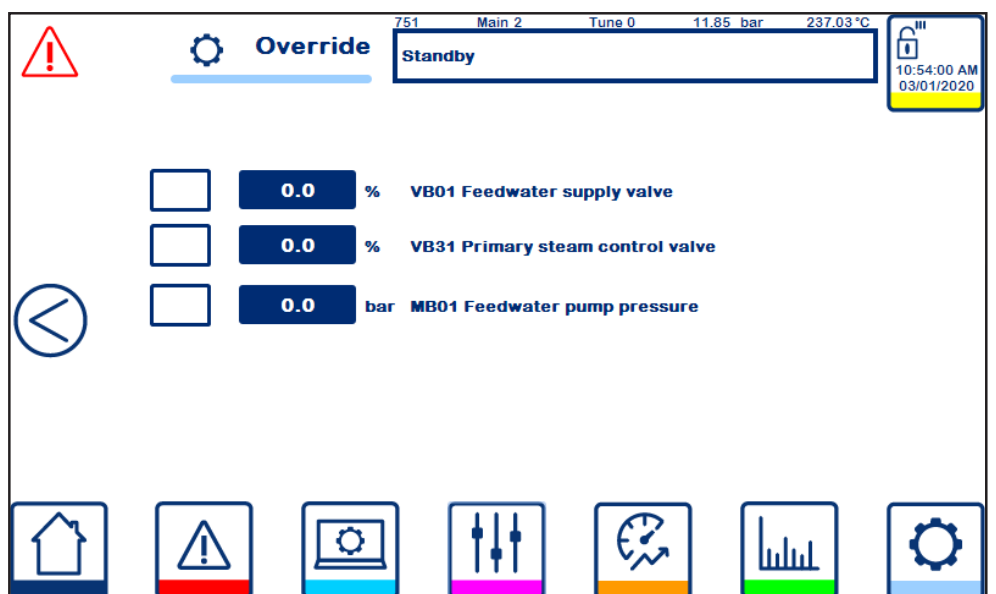 751 Main 2 Tune 0 11.85 bar 237.03 °C
Override
Standby
10:54:00 AM
03/01/2020
0.0 % VB01 Feedwater supply valve
0.0 % VB31 Primary steam control valve
0.0 bar MB01 Feedwater pump pressure